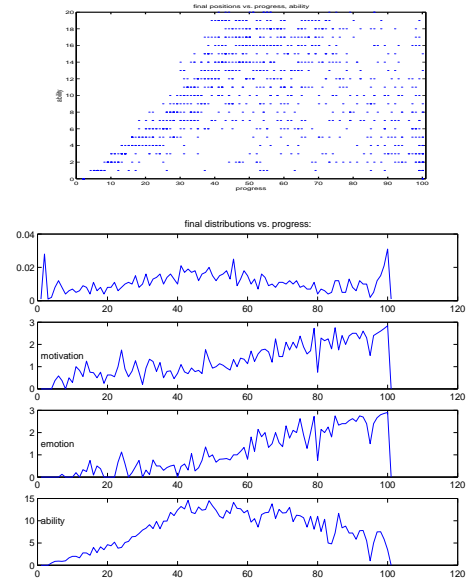 final positions vs. progress, ability
20
18
16
14
12
10
8
6
4
2
0
ability
0 10 20 30 40 50 60 70 80 90 100
progress
final distributions vs. progress:
0.04
0.02
0
0 20 40 60 80 100 120
3
2
motivation
1
0
0 20 40 60 80 100 120
3
2
emotion
1
0
0 20 40 60 80 100 120
15
10
ability
5
0
0 20 40 60 80 100 120